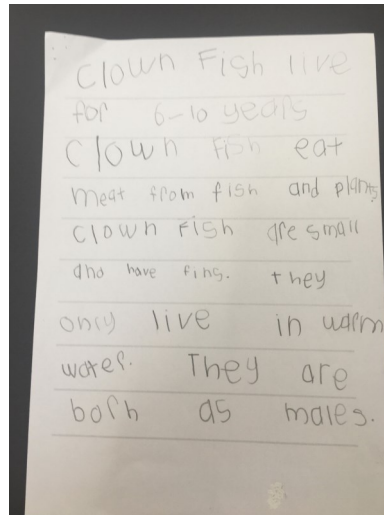 Clown Fish live
for 6-10 years
Clown Fish eat
meat from fish and plants
Clown Fish are small
and have fins. they
only live in warm
water. They are
born as males.